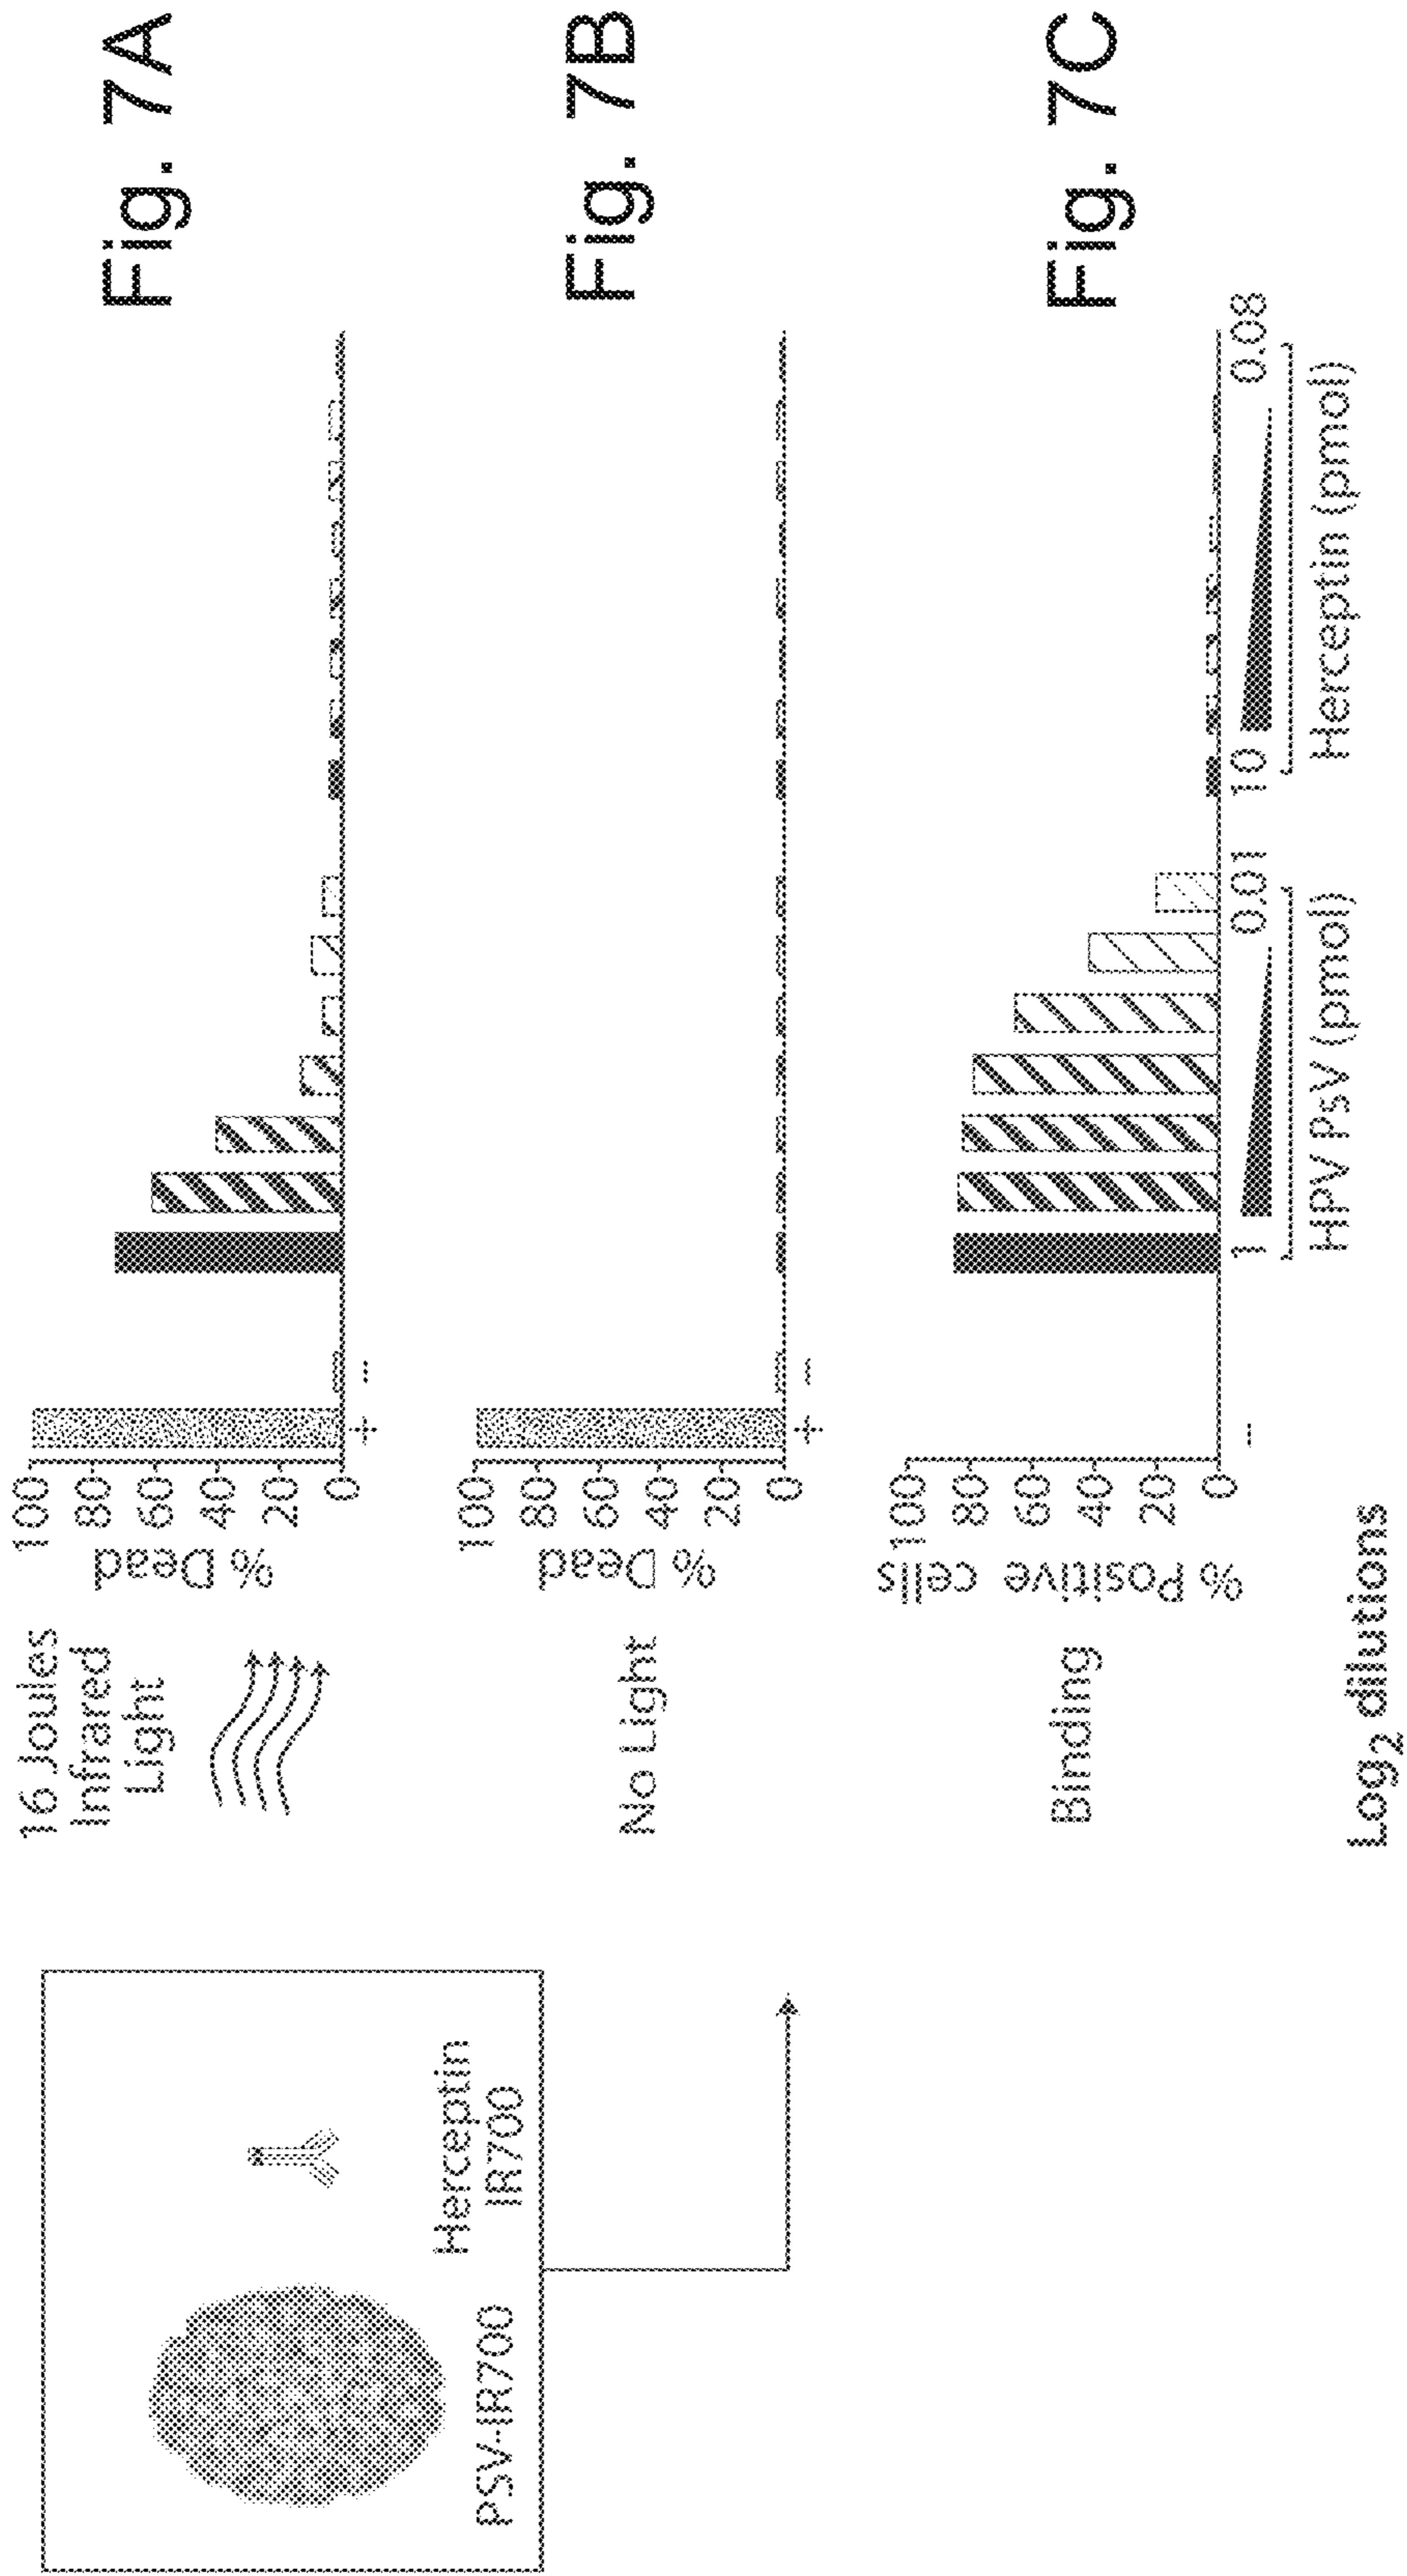 PSV-IR700
Herceptin
IR700
16 Joules
Infrared
Light
% Dead
100
80
60
40
20
0
+
–
Fig. 7A
No Light
% Dead
100
80
60
40
20
0
+
–
Fig. 7B
Binding
% Positive cells
100
80
60
40
20
0
–
1
0.01
10
0.08
HPV PsV (pmol)
Herceptin (pmol)
Fig. 7C
Log₂ dilutions